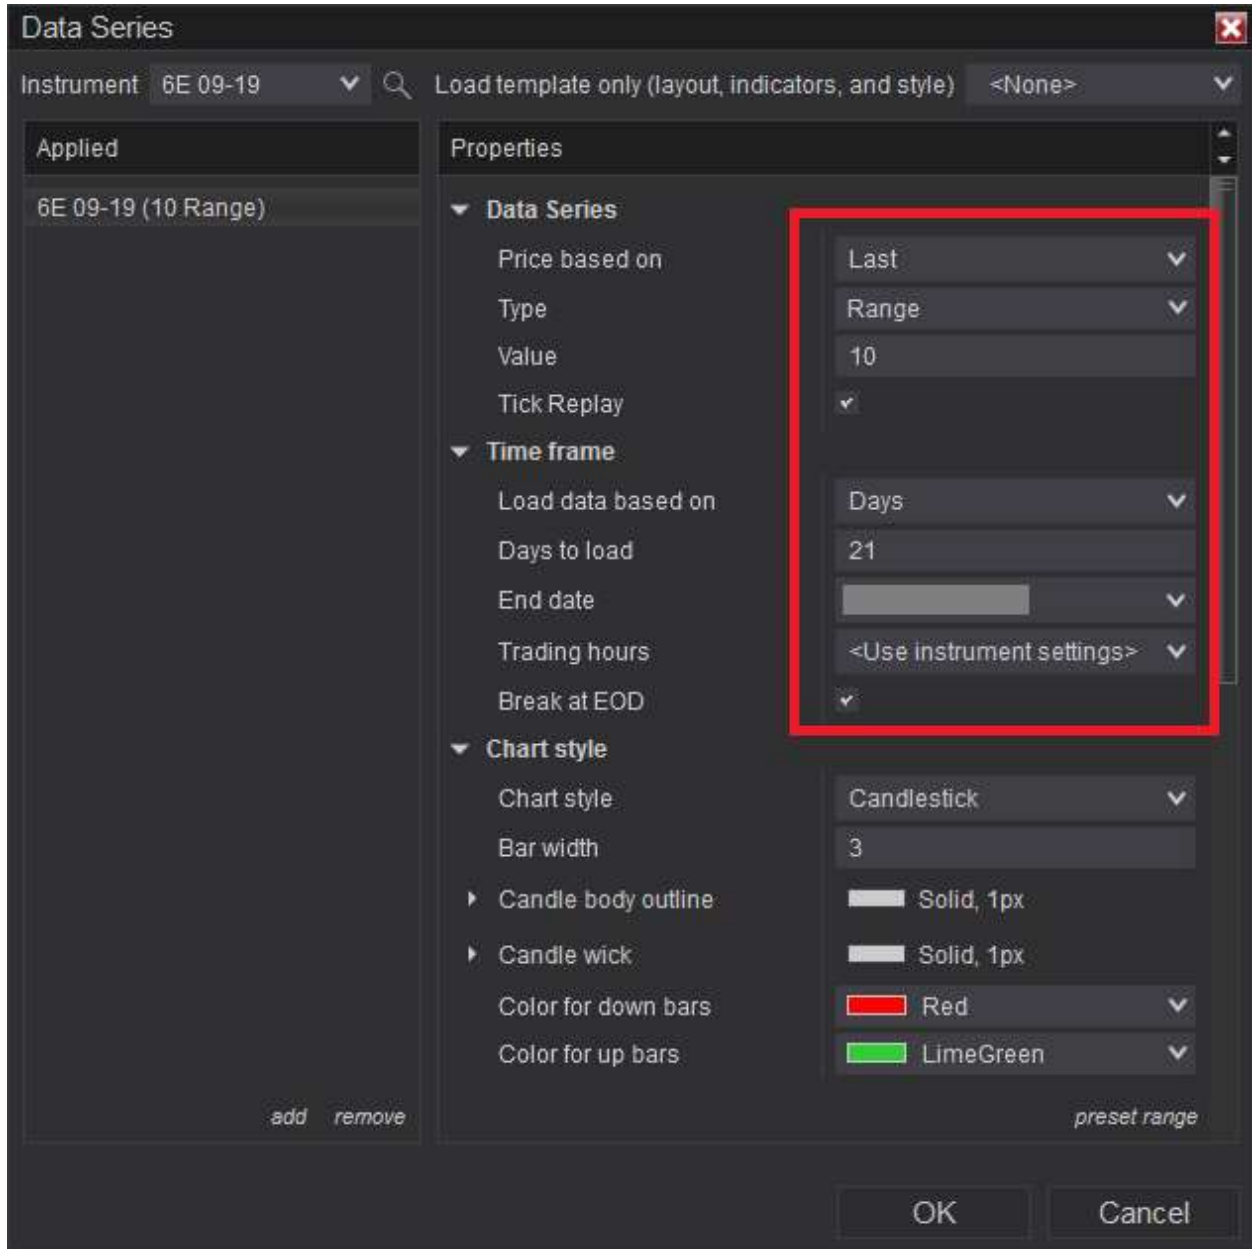 Data Series
Instrument 6E 09-19 Load template only (layout, indicators, and style) <None>
Applied
6E 09-19 (10 Range)
add remove
Properties
Data Series
Price based on Last
Type Range
Value 10
Tick Replay
Time frame
Load data based on Days
Days to load 21
End date
Trading hours <Use instrument settings>
Break at EOD
Chart style
Chart style Candlestick
Bar width 3
Candle body outline Solid, 1px
Candle wick Solid, 1px
Color for down bars Red
Color for up bars LimeGreen
preset range
OK Cancel